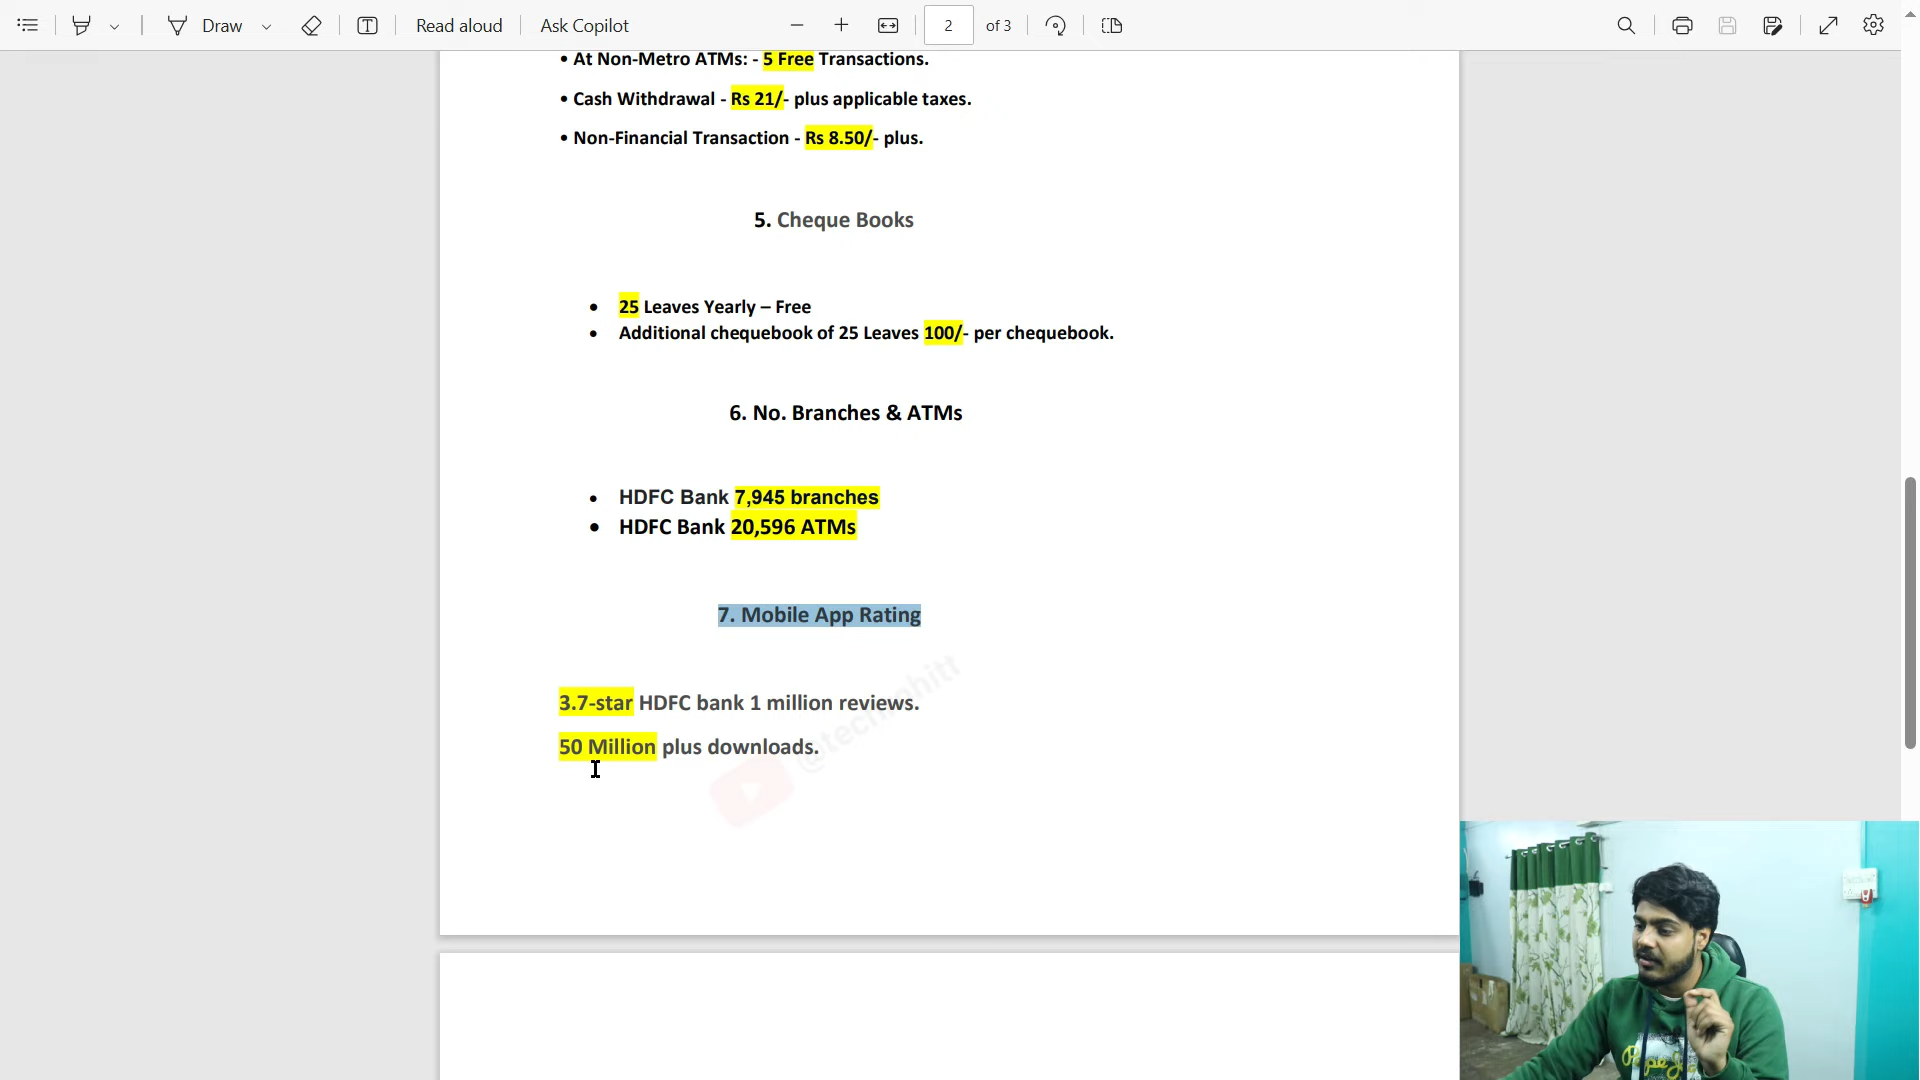 Draw
Read aloud
Ask Copilot
2
of 3
• At Non-Metro ATMs: - 5 Free Transactions.
• Cash Withdrawal - Rs 21/- plus applicable taxes.
• Non-Financial Transaction - Rs 8.50/- plus.
5. Cheque Books
• 25 Leaves Yearly – Free
• Additional chequebook of 25 Leaves 100/- per chequebook.
6. No. Branches & ATMs
• HDFC Bank 7,945 branches
• HDFC Bank 20,596 ATMs
7. Mobile App Rating
3.7-star HDFC bank 1 million reviews.
50 Million plus downloads.